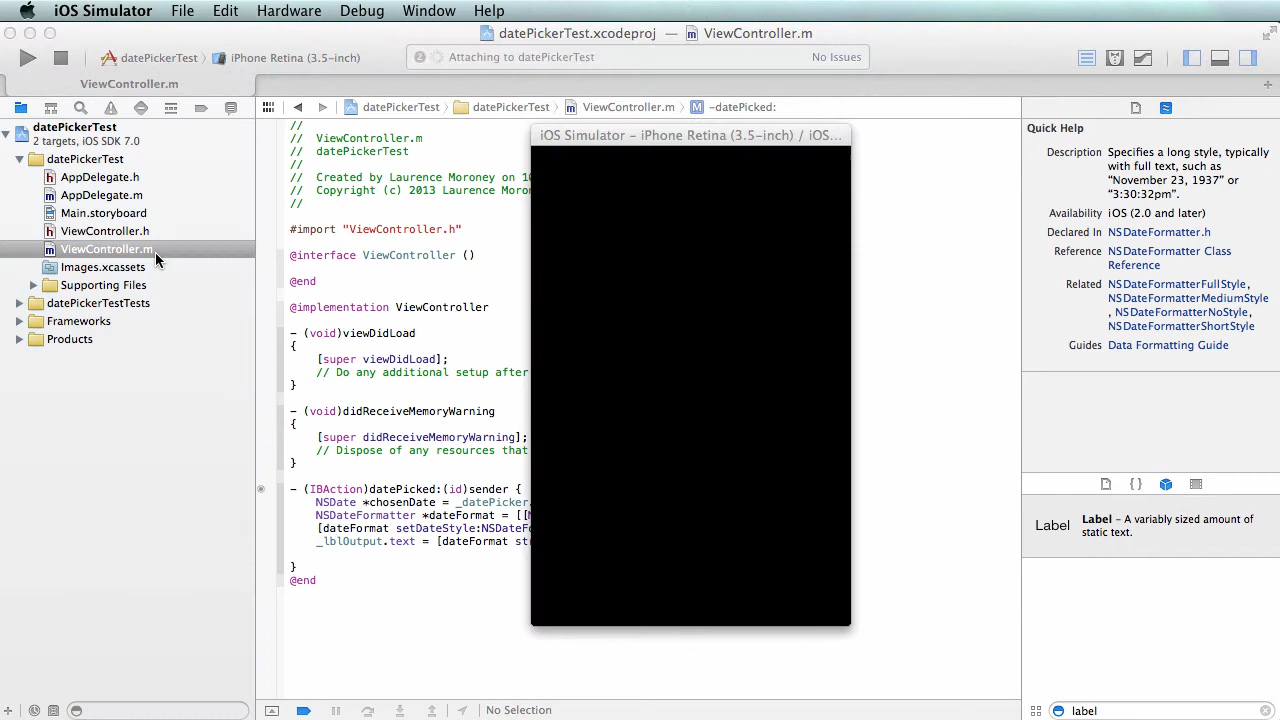 iOS Simulator File Edit Hardware Debug Window Help
datePickerTest.xcodeproj — ViewController.m
datePickerTest iPhone Retina (3.5-inch)
2 Attaching to datePickerTest No Issues
ViewController.m
datePickerTest datePickerTest ViewController.m M -datePicked:
datePickerTest
2 targets, iOS SDK 7.0
datePickerTest
h AppDelegate.h
m AppDelegate.m
Main.storyboard
h ViewController.h
m ViewController.m
Images.xcassets
Supporting Files
datePickerTestTests
Frameworks
Products
//
// ViewController.m
// datePickerTest
//
// Created by Laurence Moroney on 10
// Copyright (c) 2013 Laurence Moron
//
#import "ViewController.h"
@interface ViewController ()
@end
@implementation ViewController
- (void)viewDidLoad
{
[super viewDidLoad];
// Do any additional setup after
}
- (void)didReceiveMemoryWarning
{
[super didReceiveMemoryWarning];
// Dispose of any resources that
}
- (IBAction)datePicked:(id)sender {
NSDate *chosenDate = _datePicker.
NSDateFormatter *dateFormat = [[N
[dateFormat setDateStyle:NSDateFo
_lblOutput.text = [dateFormat str
}
@end
iOS Simulator - iPhone Retina (3.5-inch) / iOS...
Quick Help
Description Specifies a long style, typically
with full text, such as
“November 23, 1937” or
“3:30:32pm”.
Availability iOS (2.0 and later)
Declared In NSDateFormatter.h
Reference NSDateFormatter Class
Reference
Related NSDateFormatterFullStyle,
NSDateFormatterMediumStyle
, NSDateFormatterNoStyle,
NSDateFormatterShortStyle
Guides Data Formatting Guide
{ }
Label Label - A variably sized amount of
static text.
No Selection
label